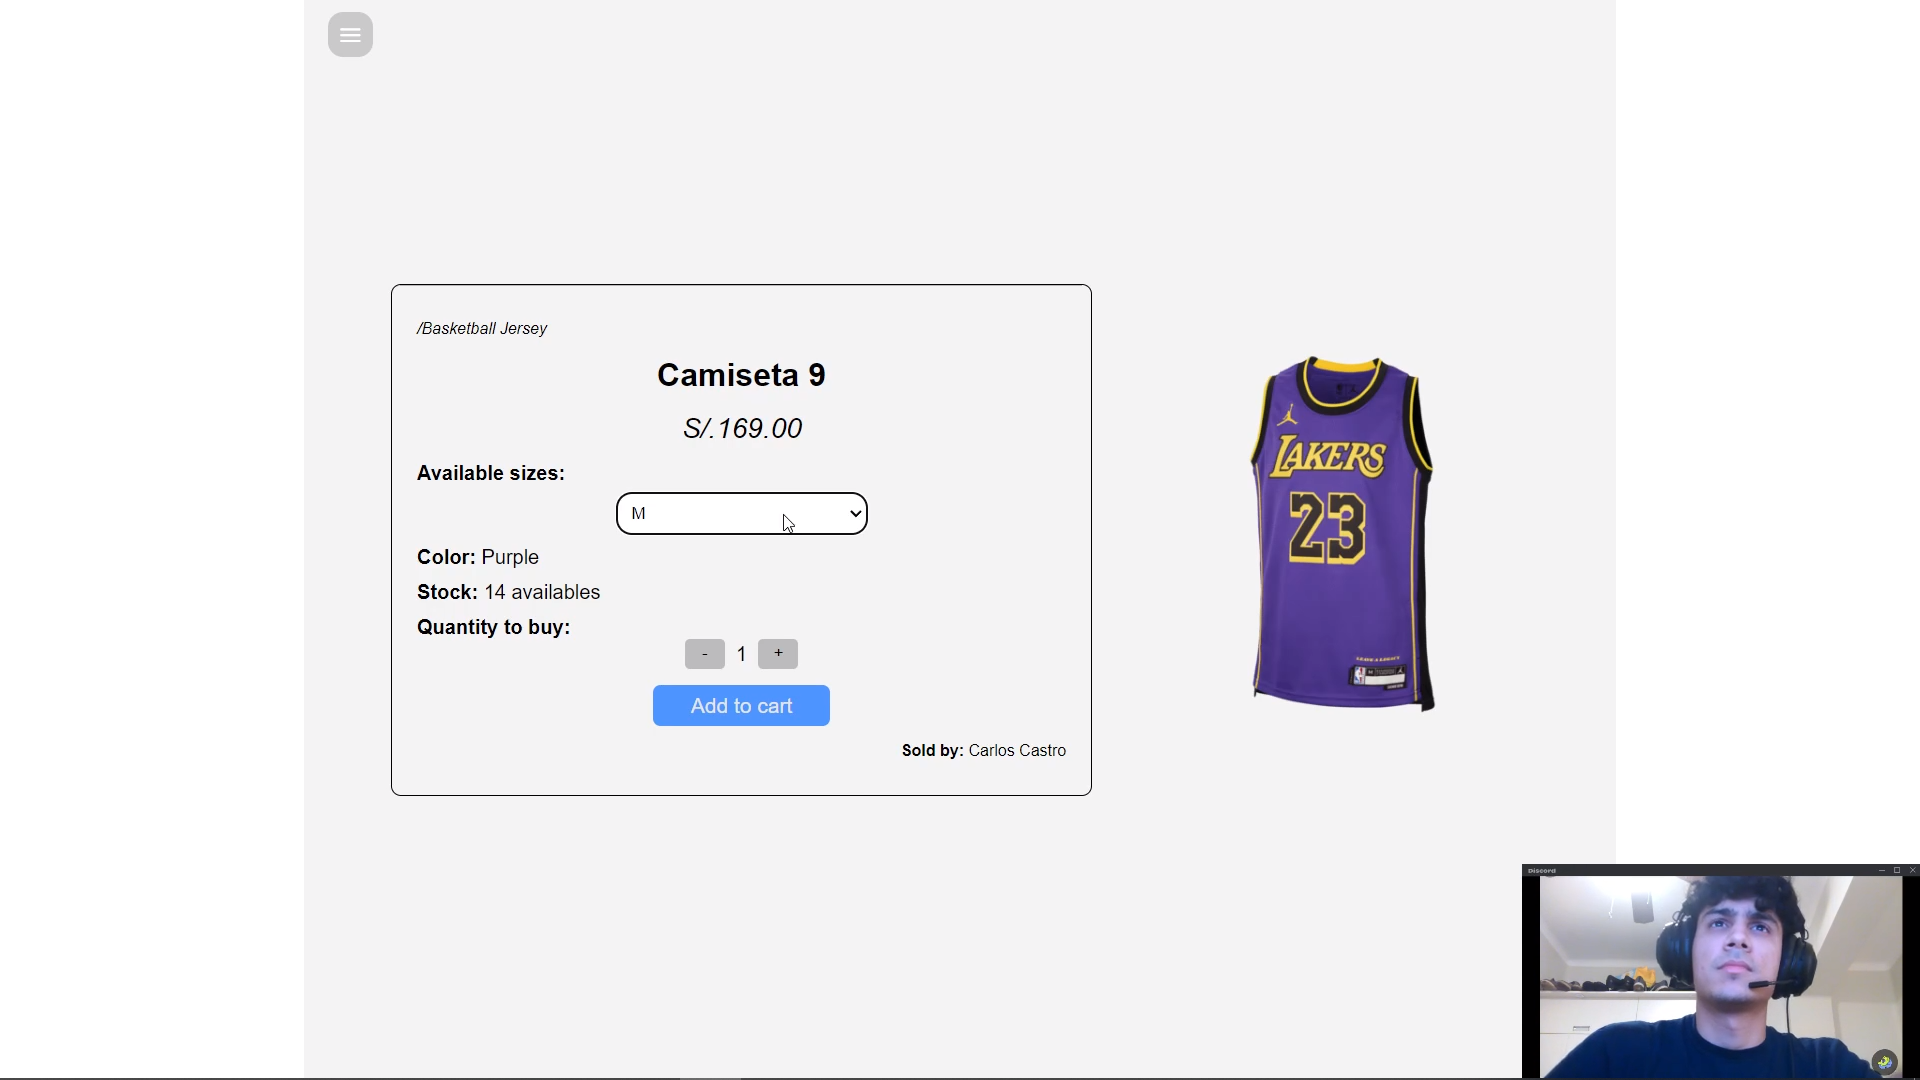 /Basketball Jersey
Camiseta 9
S/.169.00
Available sizes:
M
Color: Purple
Stock: 14 availables
Quantity to buy:
- 1 +
Add to cart
Sold by: Carlos Castro
LAKERS
23
Discord